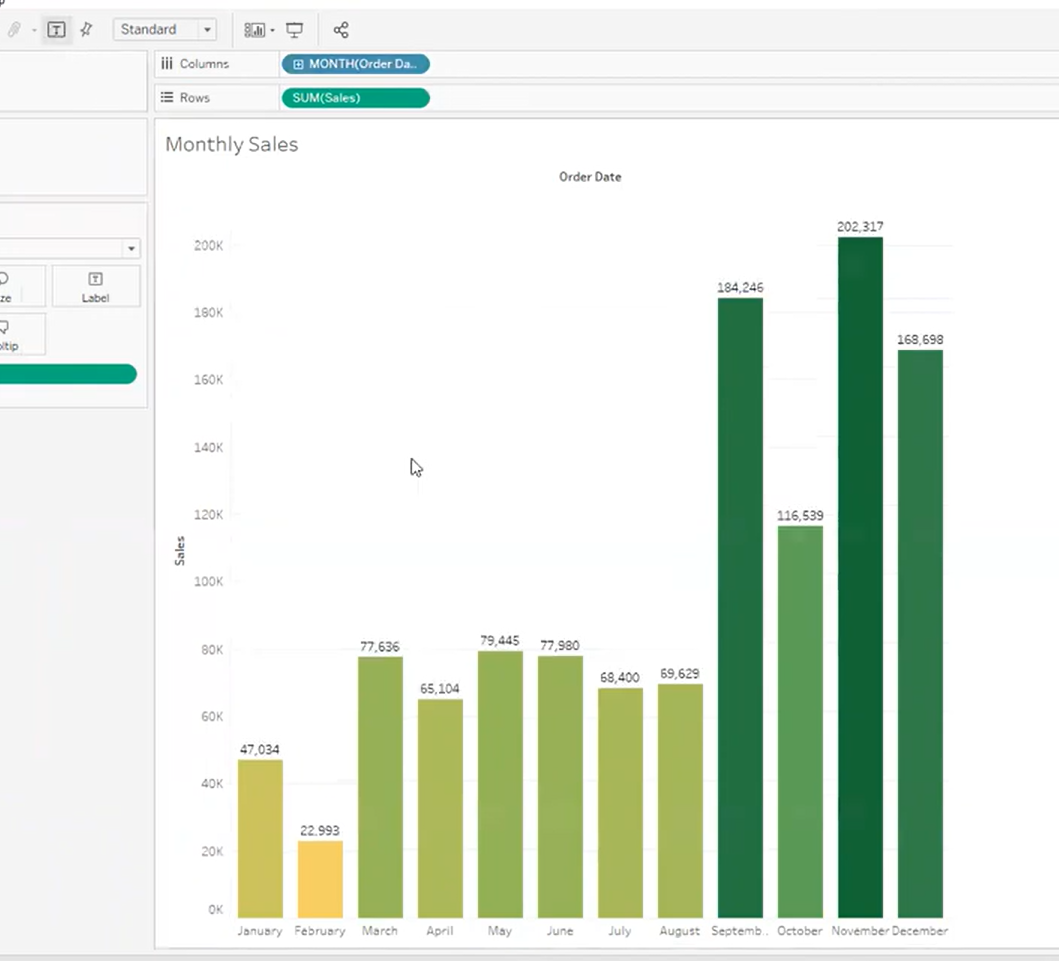 Standard
Columns
MONTH(Order Da..
Rows
SUM(Sales)
Monthly Sales
Order Date
202,317
200K
184,246
180K
168,698
160K
140K
116,539
120K
100K
Sales
80K
77,636
79,445
77,980
65,104
68,400
69,629
60K
47,034
40K
22,993
20K
0K
January February March April May June July August Septemb.. October November December
ze
Label
ltip